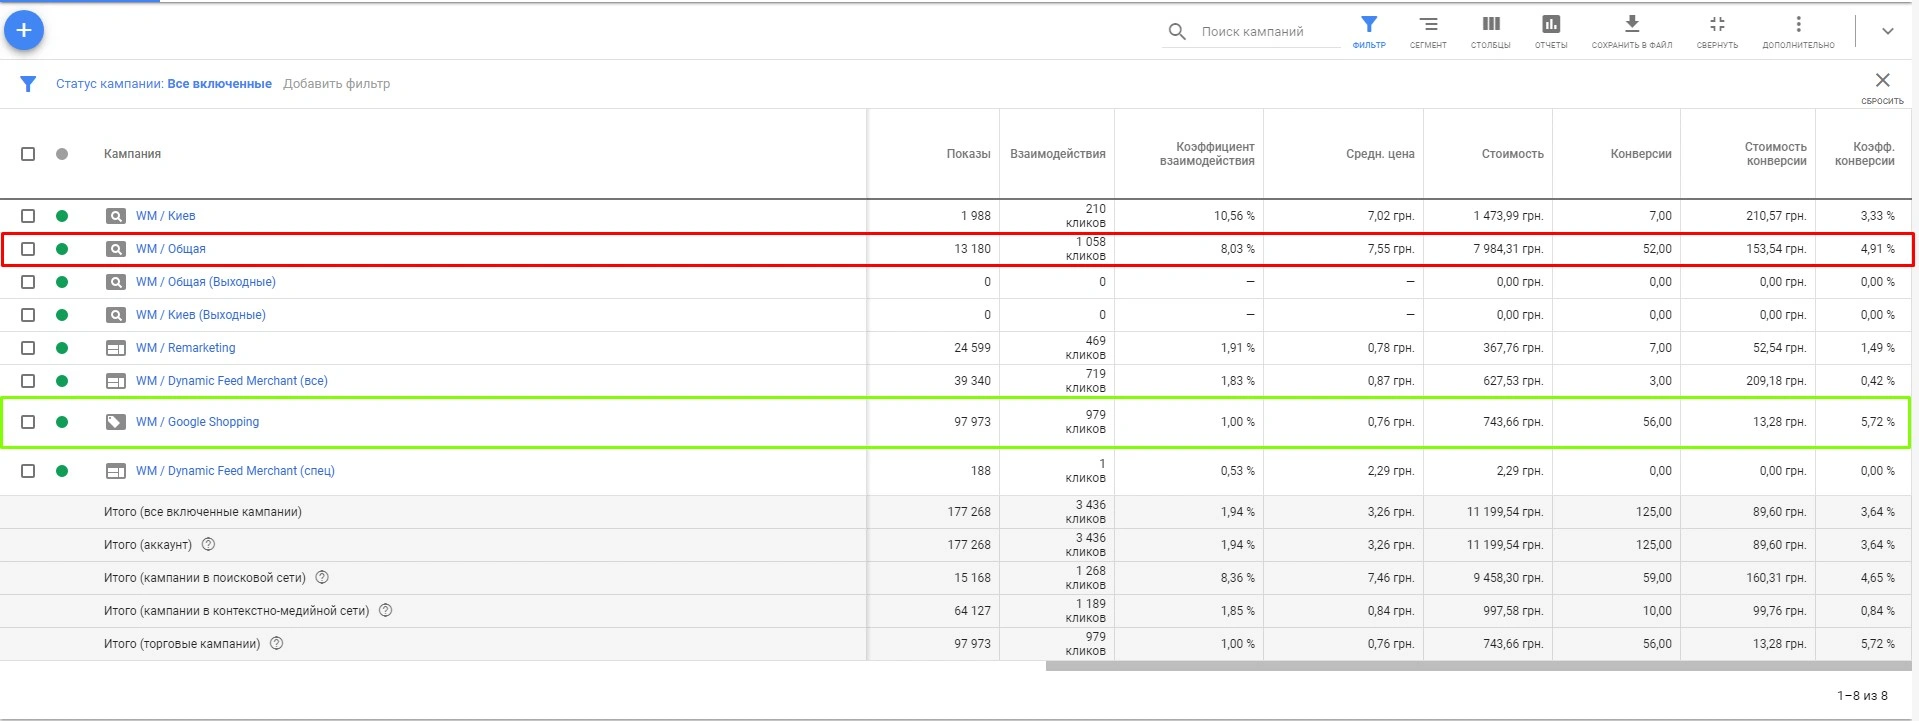 Поиск кампаний
ФИЛЬТР СЕГМЕНТ СТОЛБЦЫ ОТЧЕТЫ СОХРАНИТЬ В ФАЙЛ СВЕРНУТЬ ДОПОЛНИТЕЛЬНО
Статус кампании: Все включенные Добавить фильтр
СБРОСИТЬ
Кампания Показы Взаимодействия Коэффициент взаимодействия Средн. цена Стоимость Конверсии Стоимость конверсии Коэфф. конверсии
WM / Киев 1 988 210 кликов 10,56 % 7,02 грн. 1 473,99 грн. 7,00 210,57 грн. 3,33 %
WM / Общая 13 180 1 058 кликов 8,03 % 7,55 грн. 7 984,31 грн. 52,00 153,54 грн. 4,91 %
WM / Общая (Выходные) 0 0 — — 0,00 грн. 0,00 0,00 грн. 0,00 %
WM / Киев (Выходные) 0 0 — — 0,00 грн. 0,00 0,00 грн. 0,00 %
WM / Remarketing 24 599 469 кликов 1,91 % 0,78 грн. 367,76 грн. 7,00 52,54 грн. 1,49 %
WM / Dynamic Feed Merchant (все) 39 340 719 кликов 1,83 % 0,87 грн. 627,53 грн. 3,00 209,18 грн. 0,42 %
WM / Google Shopping 97 973 979 кликов 1,00 % 0,76 грн. 743,66 грн. 56,00 13,28 грн. 5,72 %
WM / Dynamic Feed Merchant (спец) 188 1 кликов 0,53 % 2,29 грн. 2,29 грн. 0,00 0,00 грн. 0,00 %
Итого (все включенные кампании) 177 268 3 436 кликов 1,94 % 3,26 грн. 11 199,54 грн. 125,00 89,60 грн. 3,64 %
Итого (аккаунт) 177 268 3 436 кликов 1,94 % 3,26 грн. 11 199,54 грн. 125,00 89,60 грн. 3,64 %
Итого (кампании в поисковой сети) 15 168 1 268 кликов 8,36 % 7,46 грн. 9 458,30 грн. 59,00 160,31 грн. 4,65 %
Итого (кампании в контекстно-медийной сети) 64 127 1 189 кликов 1,85 % 0,84 грн. 997,58 грн. 10,00 99,76 грн. 0,84 %
Итого (торговые кампании) 97 973 979 кликов 1,00 % 0,76 грн. 743,66 грн. 56,00 13,28 грн. 5,72 %
1–8 из 8